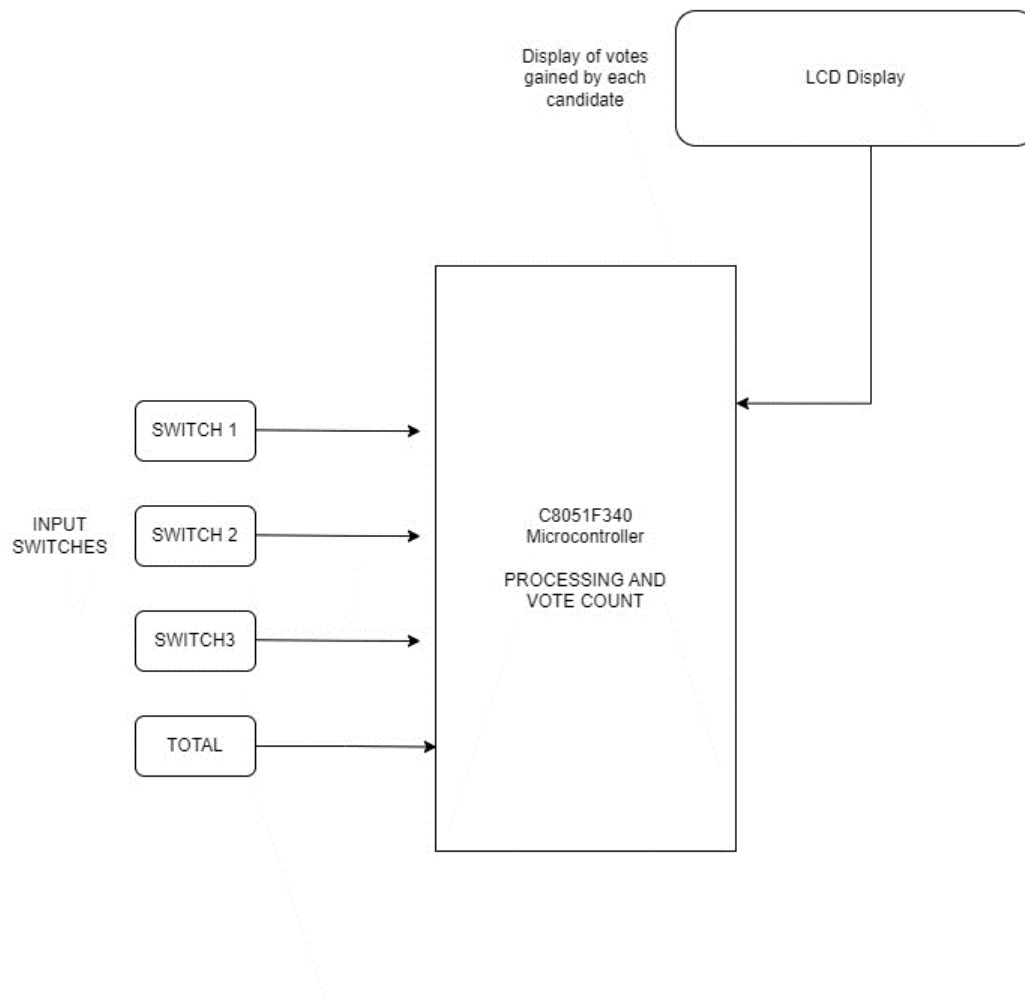 Display of votes
gained by each
candidate
LCD Display
SWITCH 1
INPUT
SWITCHES
SWITCH 2
SWITCH3
TOTAL
C8051F340
Microcontroller
PROCESSING AND
VOTE COUNT